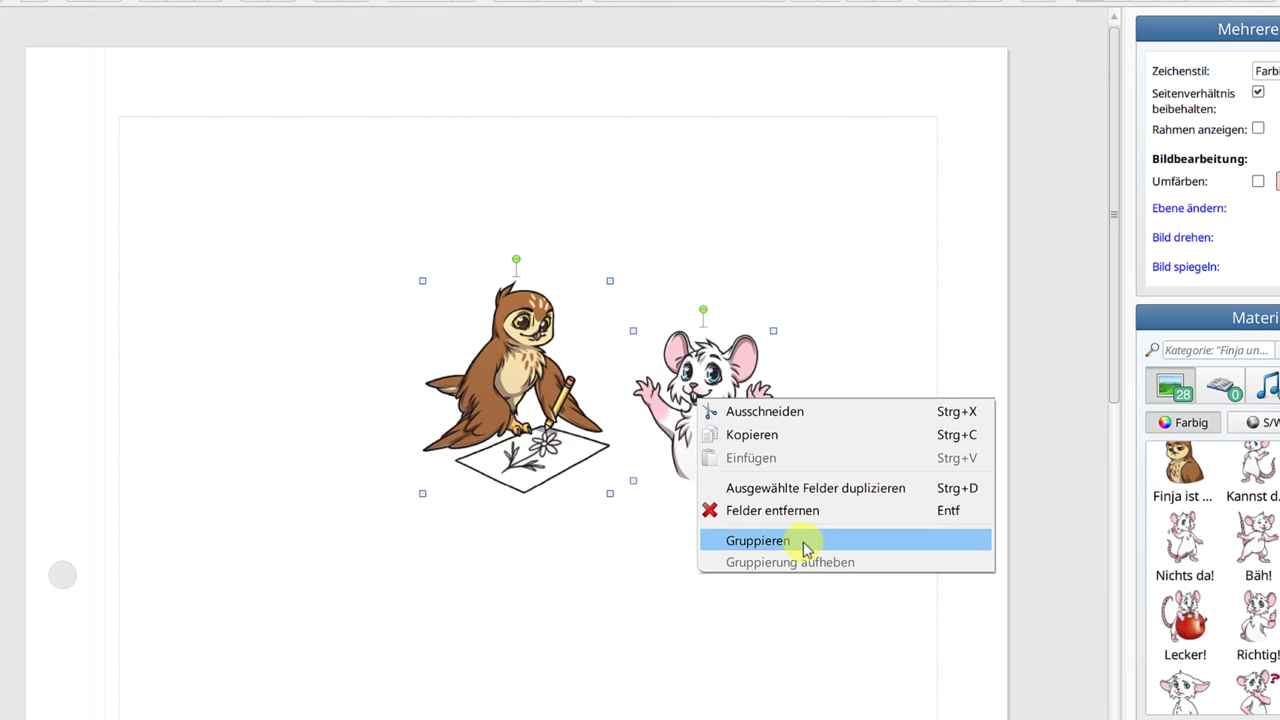 Mehrere
Zeichenstil: Farbi
Seitenverhältnis
beibehalten:
Rahmen anzeigen:
Bildbearbeitung:
Umfärben:
Ebene ändern:
Bild drehen:
Bild spiegeln:
Materi
Kategorie: "Finja un...
28
0
Farbig S/W
Finja ist ... Kannst d...
Nichts da! Bäh!
Lecker! Richtig!
Ausschneiden Strg+X
Kopieren Strg+C
Einfügen Strg+V
Ausgewählte Felder duplizieren Strg+D
Felder entfernen Entf
Gruppieren
Gruppierung aufheben